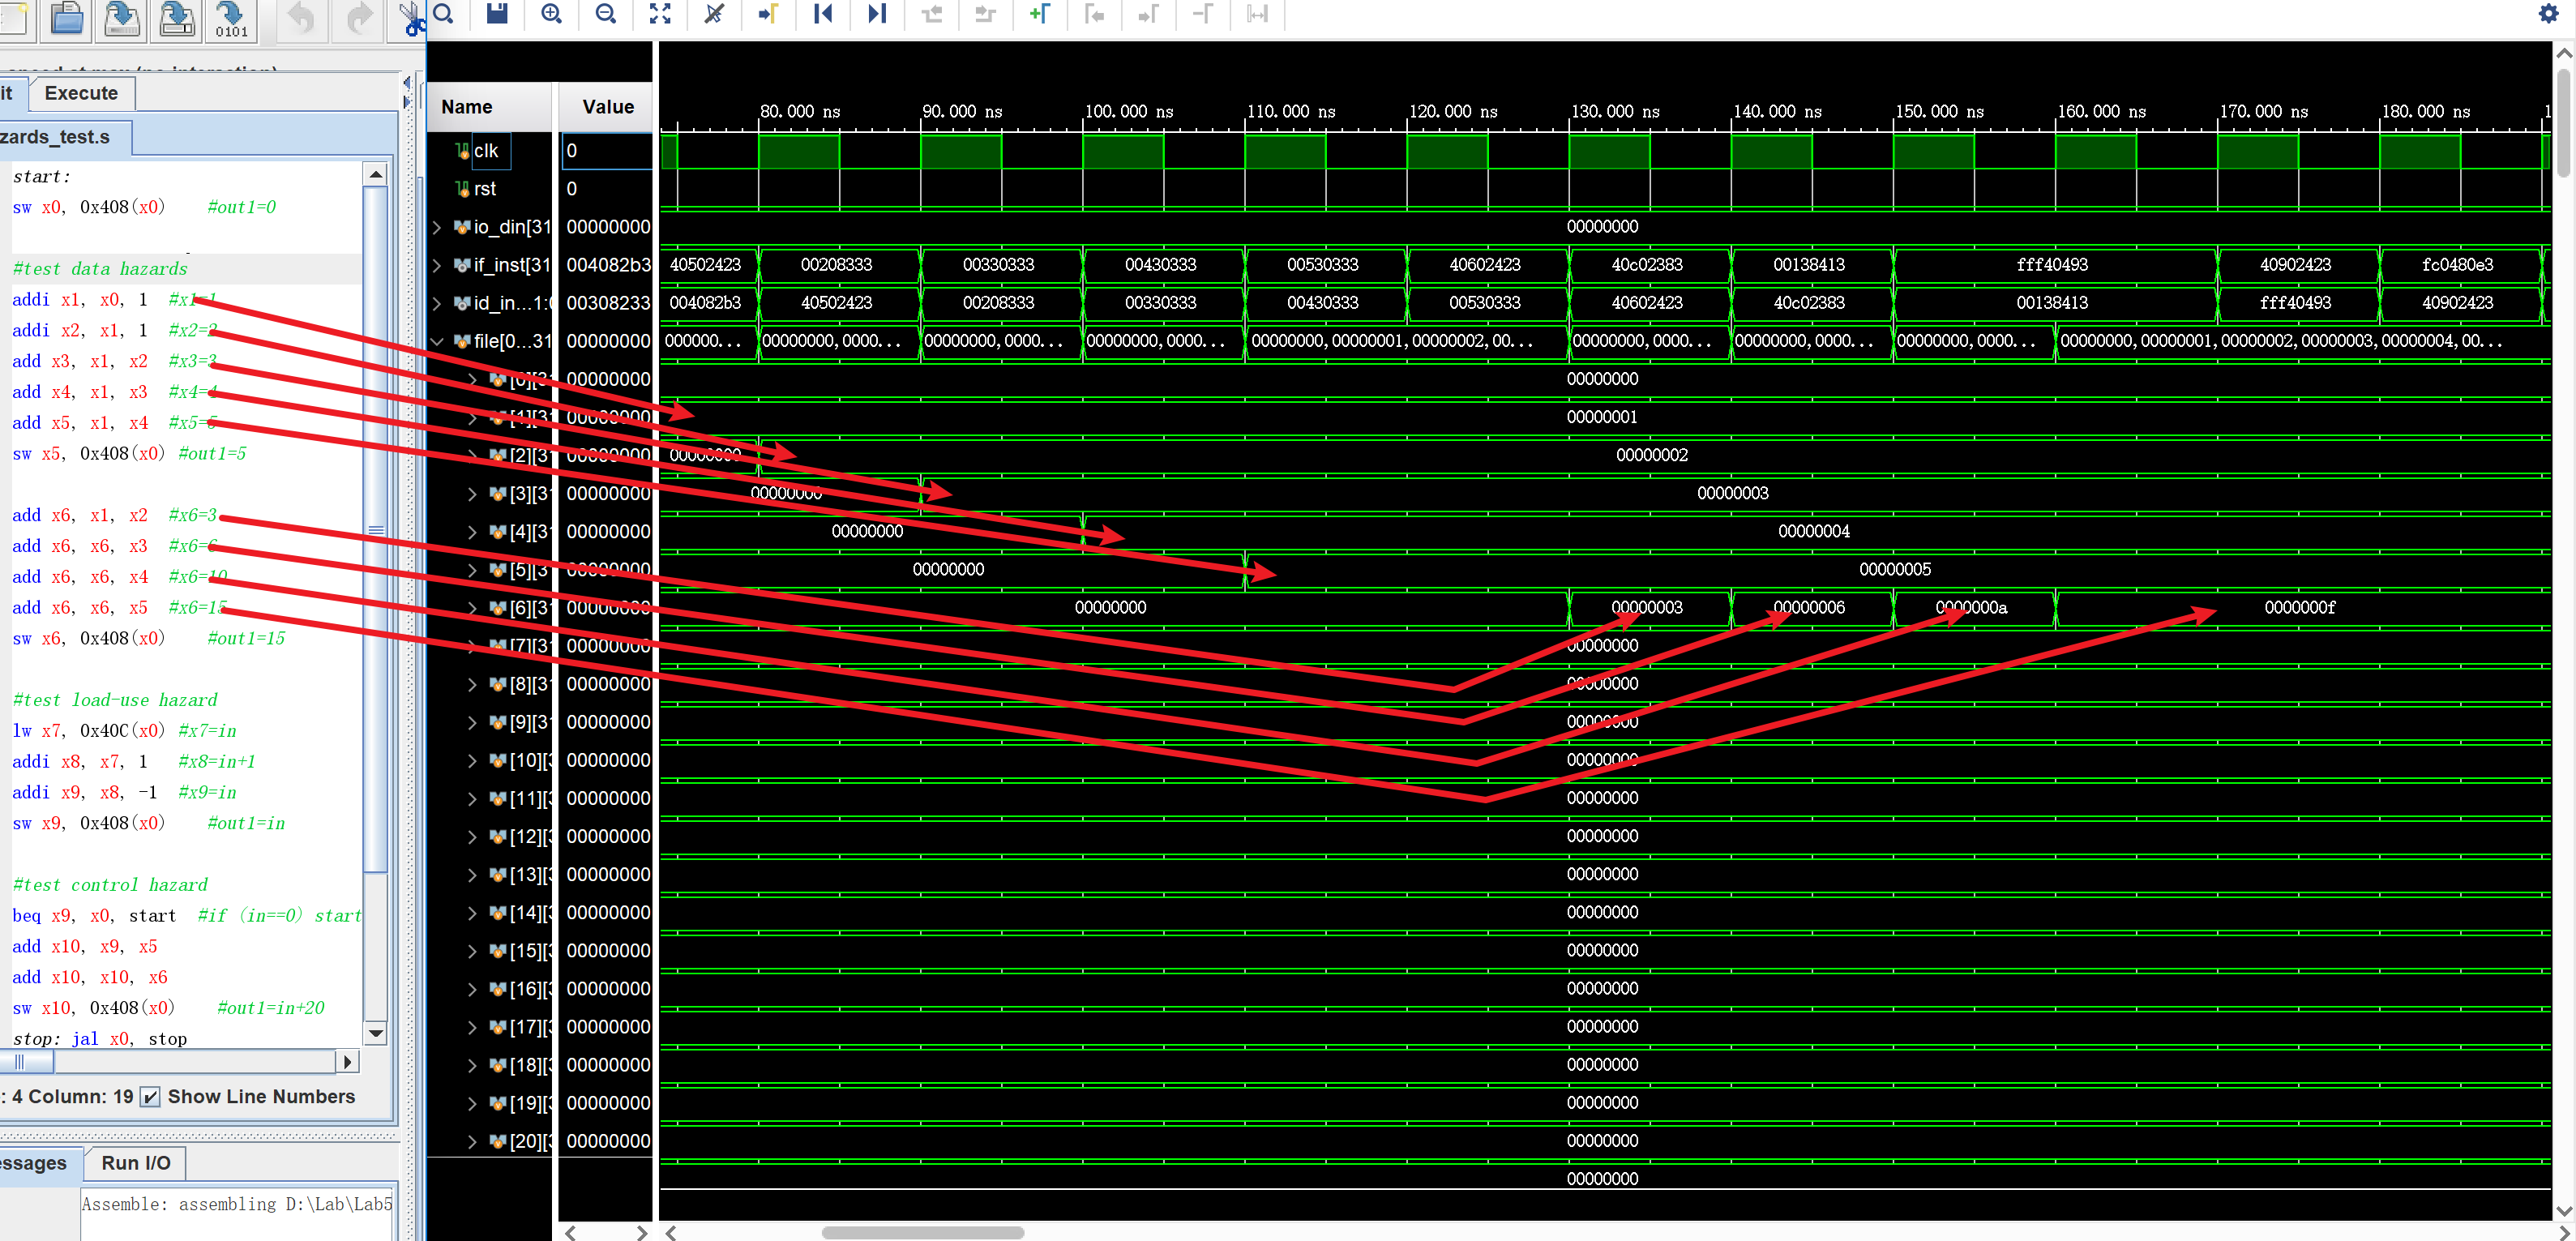 0101
it
Execute
zards_test.s
start:
sw x0, 0x408(x0) #out1=0
#test data hazards
addi x1, x0, 1 #x1=1
addi x2, x1, 1 #x2=2
add x3, x1, x2 #x3=3
add x4, x1, x3 #x4=4
add x5, x1, x4 #x5=5
sw x5, 0x408(x0) #out1=5
add x6, x1, x2 #x6=3
add x6, x6, x3 #x6=6
add x6, x6, x4 #x6=10
add x6, x6, x5 #x6=15
sw x6, 0x408(x0) #out1=15
#test load-use hazard
lw x7, 0x40C(x0) #x7=in
addi x8, x7, 1 #x8=in+1
addi x9, x8, -1 #x9=in
sw x9, 0x408(x0) #out1=in
#test control hazard
beq x9, x0, start #if (in==0) start
add x10, x9, x5
add x10, x10, x6
sw x10, 0x408(x0) #out1=in+20
stop: jal x0, stop
: 4 Column: 19 Show Line Numbers
ssages
Run I/O
Assemble: assembling D:\Lab\Lab5
Name Value
80.000 ns 90.000 ns 100.000 ns 110.000 ns 120.000 ns 130.000 ns 140.000 ns 150.000 ns 160.000 ns 170.000 ns 180.000 ns 1
clk 0
rst 0
io_din[31 00000000 00000000
if_inst[31 004082b3 40502423 00208333 00330333 00430333 00530333 40602423 40c02383 00138413 fff40493 40902423 fc0480e3
id_in...1:0 00308233 004082b3 40502423 00208333 00330333 00430333 00530333 40602423 40c02383 00138413 fff40493 40902423
file[0...31 00000000 000000... 00000000,0000... 00000000,0000... 00000000,0000... 00000000,00000001,00000002,00... 00000000,0000... 00000000,0000... 00000000,0000... 00000000,00000001,00000002,00000003,00000004,00...
[0][31 00000000 00000000
[1][31 00000000 00000001
[2][31 00000000 00000000 00000002
[3][31 00000000 00000000 00000003
[4][31 00000000 00000000 00000004
[5][3 00000000 00000000 00000005
[6][31 00000000 00000000 00000003 00000006 0000000a 0000000f
[7][31 00000000 00000000
[8][31 00000000 00000000
[9][31 00000000 00000000
[10][3 00000000 00000000
[11][3 00000000 00000000
[12][3 00000000 00000000
[13][3 00000000 00000000
[14][3 00000000 00000000
[15][3 00000000 00000000
[16][3 00000000 00000000
[17][3 00000000 00000000
[18][3 00000000 00000000
[19][3 00000000 00000000
[20][3 00000000 00000000
00000000